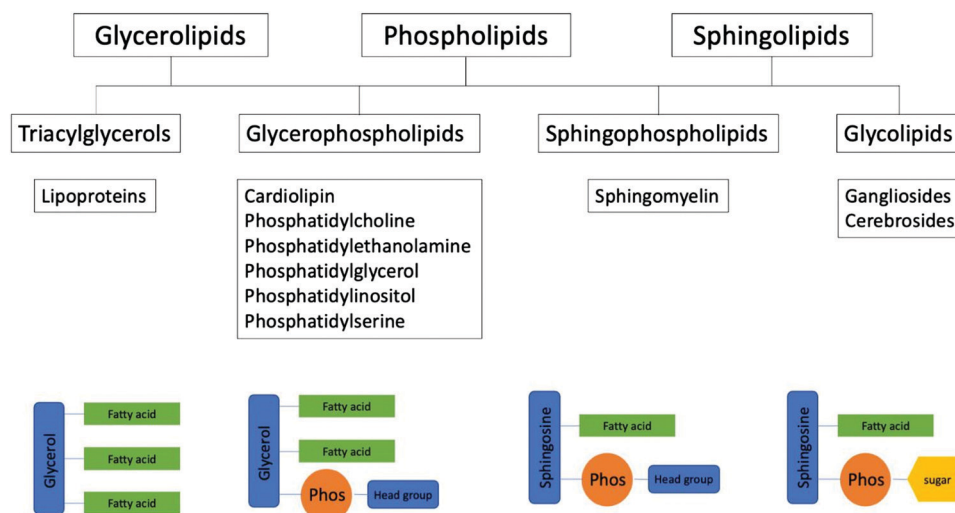 Glycerolipids
Phospholipids
Sphingolipids
Triacylglycerols
Glycerophospholipids
Sphingophospholipids
Glycolipids
Lipoproteins
Cardiolipin
Phosphatidylcholine
Phosphatidylethanolamine
Phosphatidylglycerol
Phosphatidylinositol
Phosphatidylserine
Sphingomyelin
Gangliosides
Cerebrosides
Glycerol
Fatty acid
Fatty acid
Fatty acid
Glycerol
Fatty acid
Fatty acid
Phos
Head group
Sphingosine
Fatty acid
Phos
Head group
Sphingosine
Fatty acid
Phos
sugar